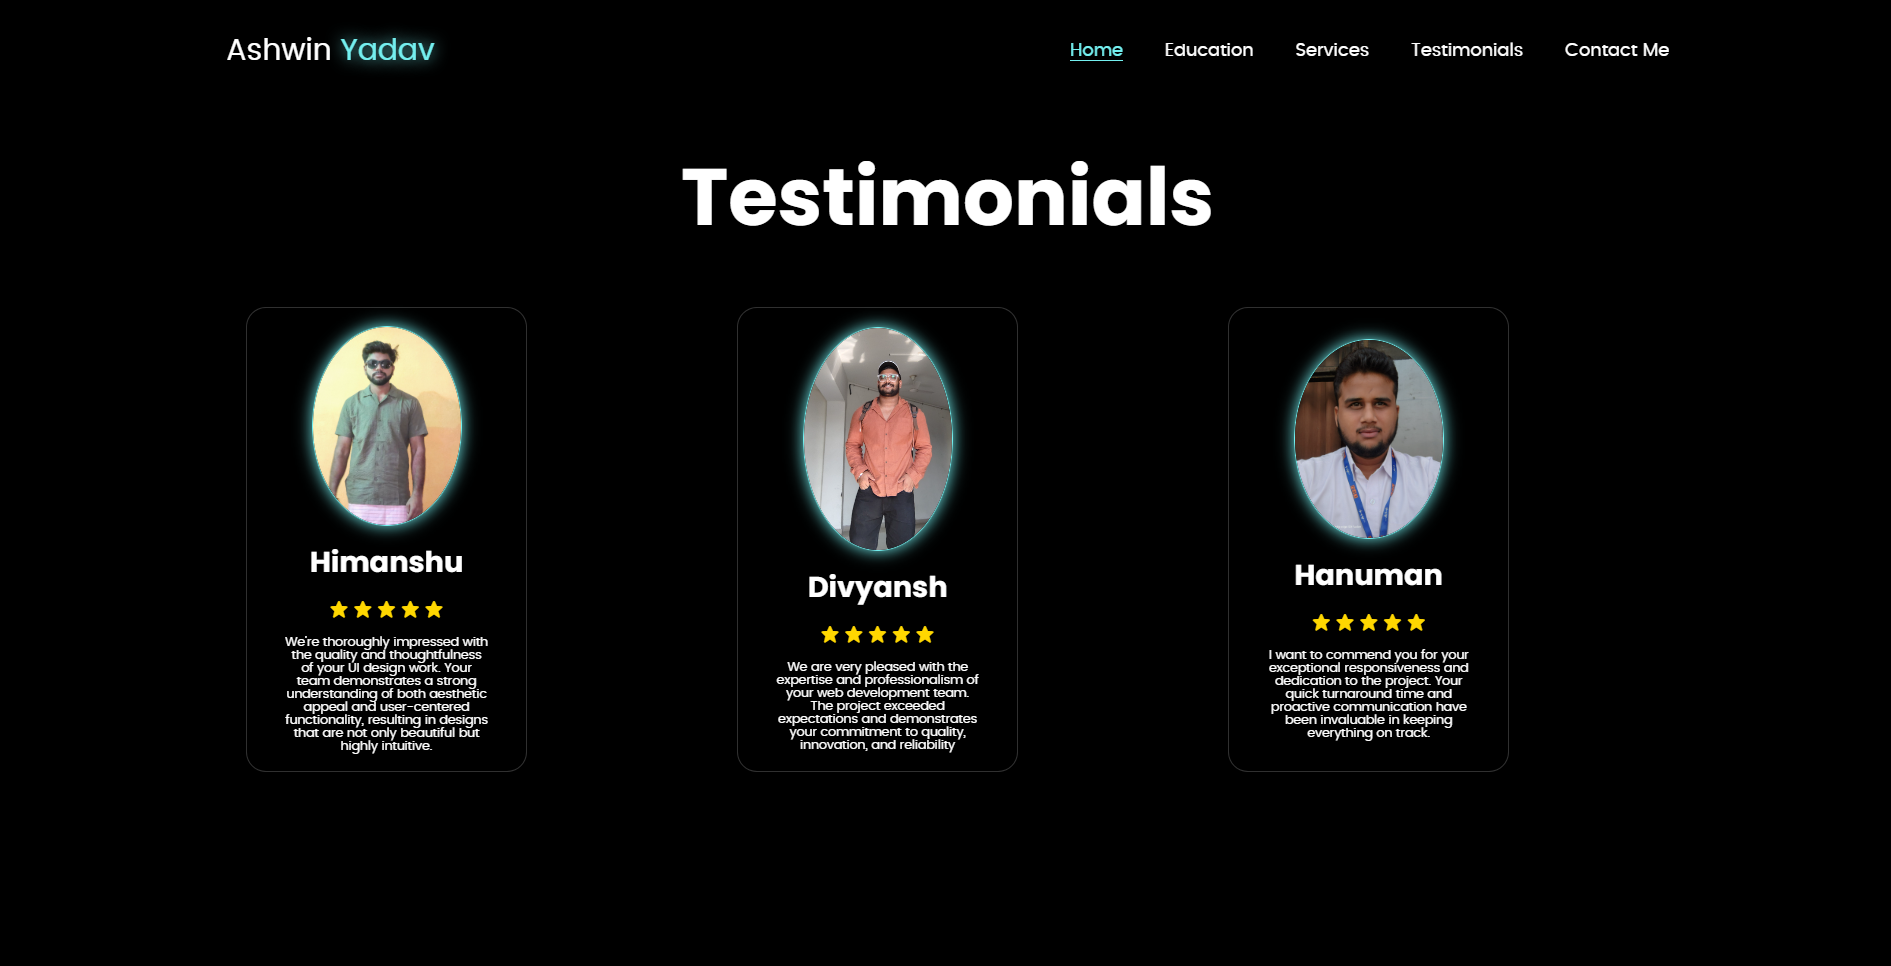 Ashwin Yadav
Home Education Services Testimonials Contact Me
Testimonials
Himanshu
We're thoroughly impressed with
the quality and thoughtfulness
of your UI design work. Your
team demonstrates a strong
understanding of both aesthetic
appeal and user-centered
functionality, resulting in designs
that are not only beautiful but
highly intuitive.
Divyansh
We are very pleased with the
expertise and professionalism of
your web development team.
The project exceeded
expectations and demonstrates
your commitment to quality,
innovation, and reliability
Hanuman
I want to commend you for your
exceptional responsiveness and
dedication to the project. Your
quick turnaround time and
proactive communication have
been invaluable in keeping
everything on track.